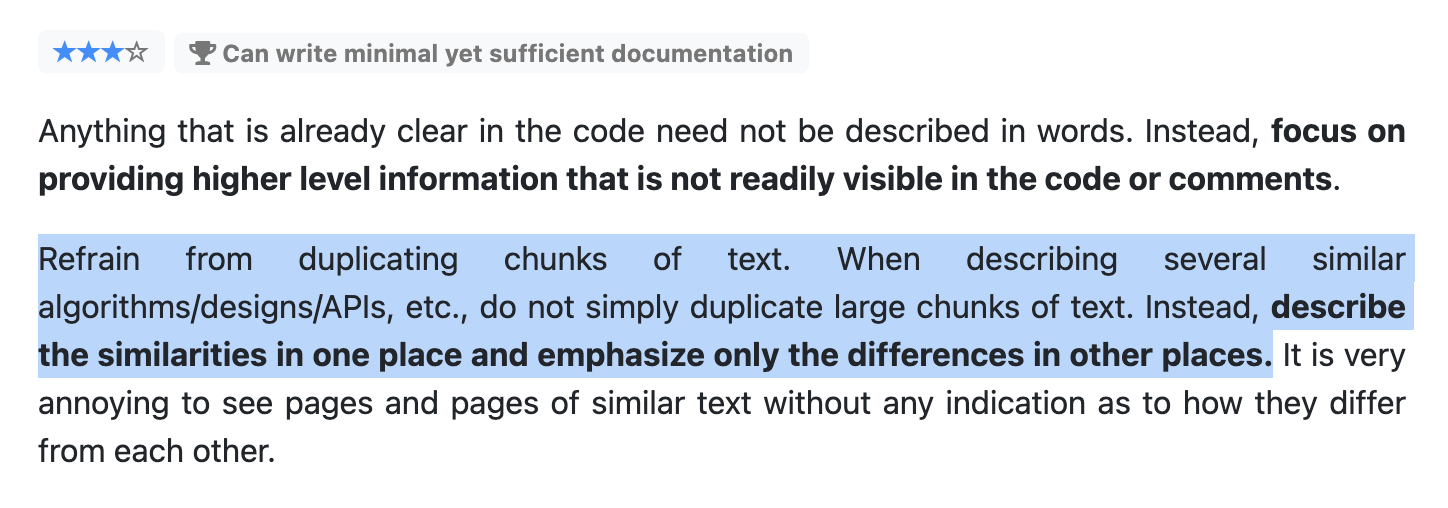 ★★★☆ Can write minimal yet sufficient documentation
Anything that is already clear in the code need not be described in words. Instead, focus on
providing higher level information that is not readily visible in the code or comments.
Refrain from duplicating chunks of text. When describing several similar
algorithms/designs/APIs, etc., do not simply duplicate large chunks of text. Instead, describe
the similarities in one place and emphasize only the differences in other places. It is very
annoying to see pages and pages of similar text without any indication as to how they differ
from each other.